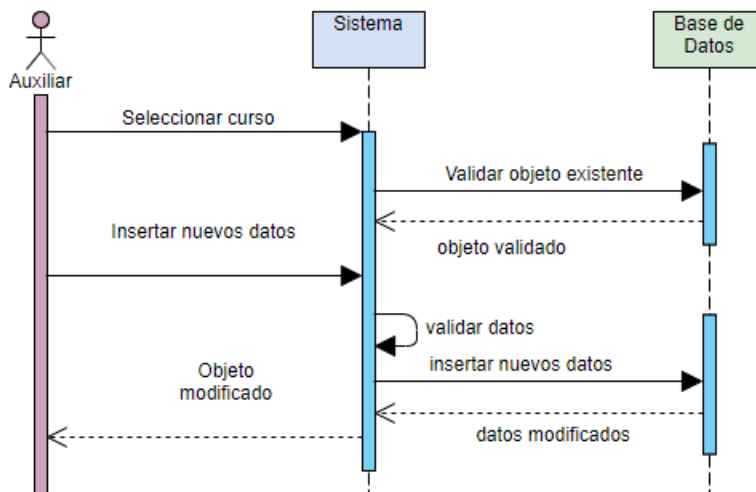 Sistema
Base de
Datos
Auxiliar
Seleccionar curso
Validar objeto existente
Insertar nuevos datos
objeto validado
validar datos
Objeto
modificado
insertar nuevos datos
datos modificados